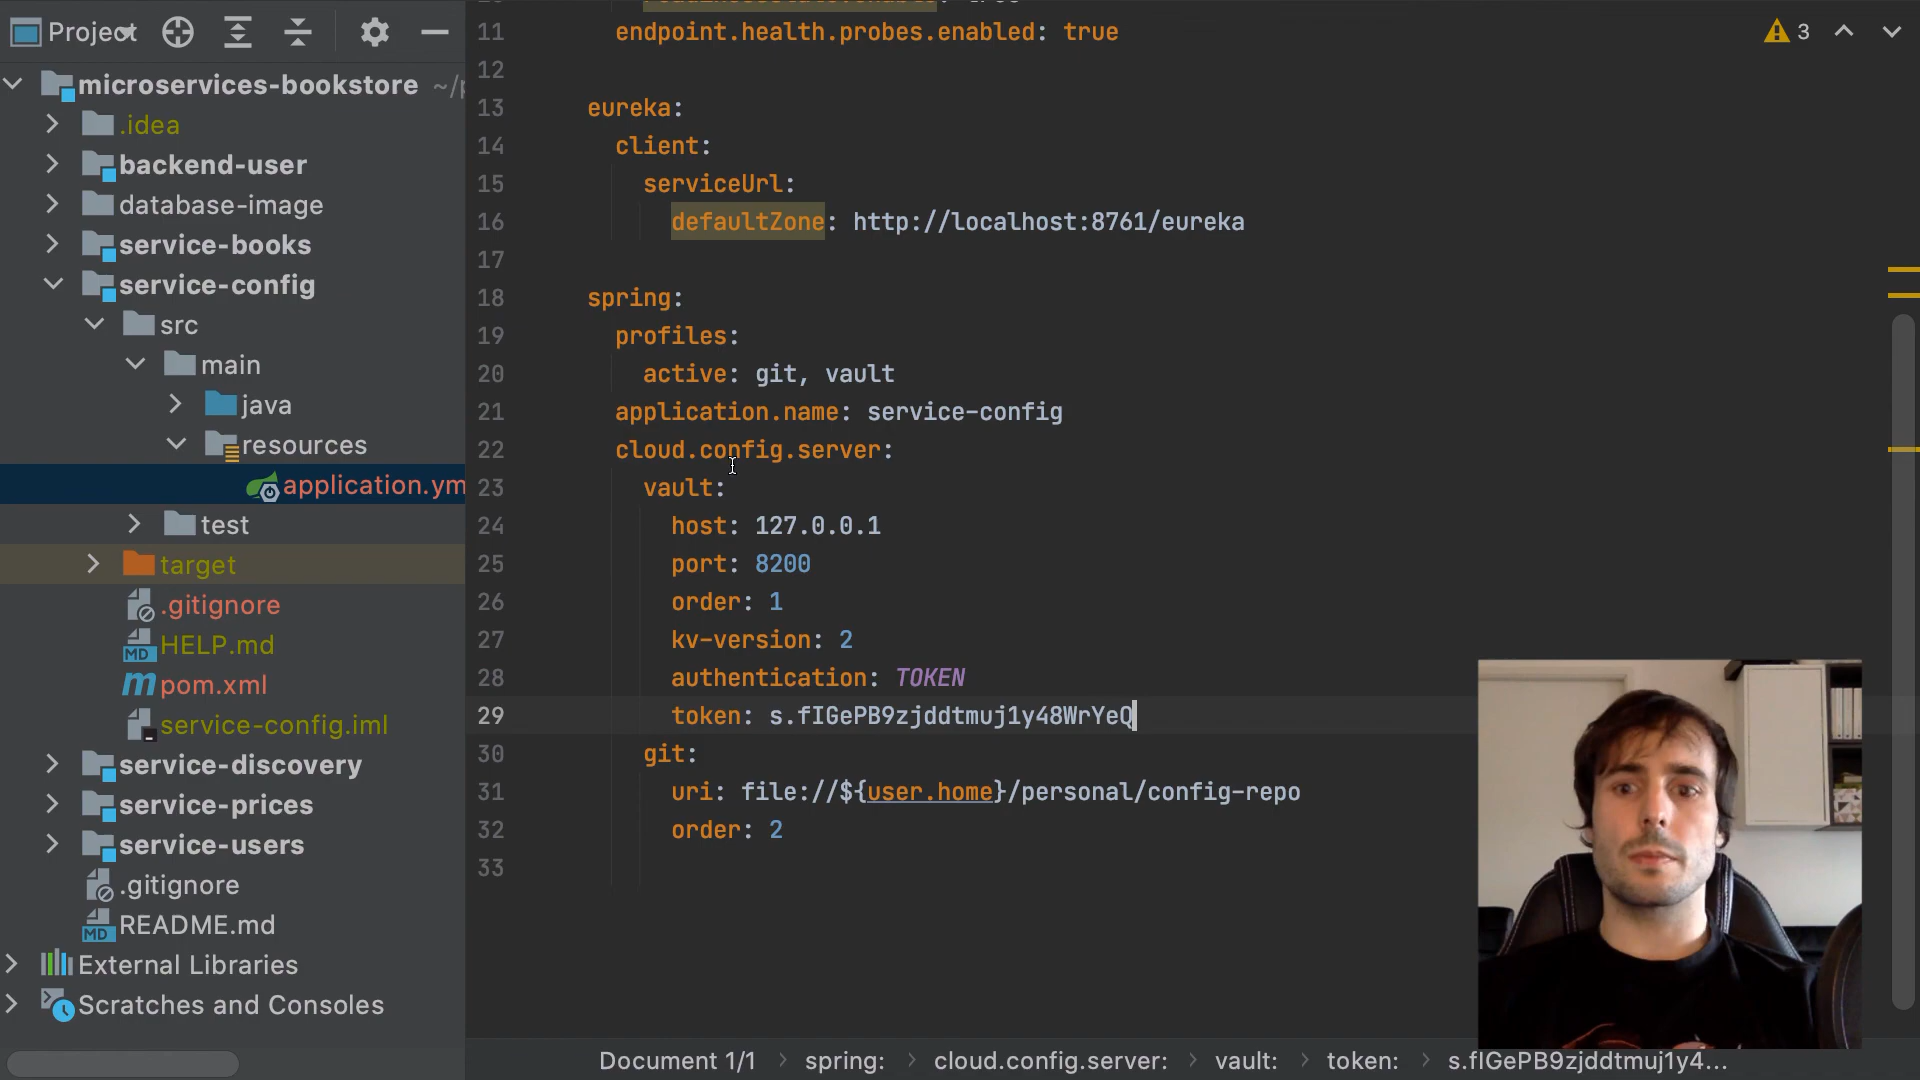 Project
microservices-bookstore ~/p
.idea
backend-user
database-image
service-books
service-config
src
main
java
resources
application.ym
test
target
.gitignore
MD HELP.md
m pom.xml
service-config.iml
service-discovery
service-prices
service-users
.gitignore
MD README.md
External Libraries
Scratches and Consoles
11 endpoint.health.probes.enabled: true
12
13 eureka:
14 client:
15 serviceUrl:
16 defaultZone: http://localhost:8761/eureka
17
18 spring:
19 profiles:
20 active: git, vault
21 application.name: service-config
22 cloud.config.server:
23 vault:
24 host: 127.0.0.1
25 port: 8200
26 order: 1
27 kv-version: 2
28 authentication: TOKEN
29 token: s.fIGePB9zjddtmuj1y48WrYeQ
30 git:
31 uri: file://${user.home}/personal/config-repo
32 order: 2
33
3
Document 1/1 › spring: › cloud.config.server: › vault: › token: › s.fIGePB9zjddtmuj1y4...